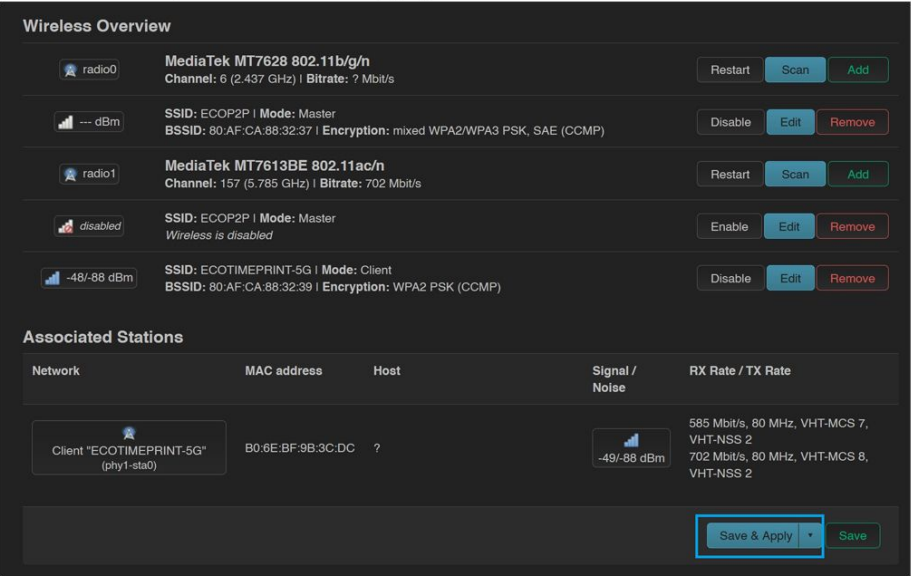 Wireless Overview
radio0
MediaTek MT7628 802.11b/g/n
Channel: 6 (2.437 GHz) | Bitrate: ? Mbit/s
Restart Scan Add
--- dBm
SSID: ECOP2P | Mode: Master
BSSID: 80:AF:CA:88:32:37 | Encryption: mixed WPA2/WPA3 PSK, SAE (CCMP)
Disable Edit Remove
radio1
MediaTek MT7613BE 802.11ac/n
Channel: 157 (5.785 GHz) | Bitrate: 702 Mbit/s
Restart Scan Add
disabled
SSID: ECOP2P | Mode: Master
Wireless is disabled
Enable Edit Remove
-48/-88 dBm
SSID: ECOTIMEPRINT-5G | Mode: Client
BSSID: 80:AF:CA:88:32:39 | Encryption: WPA2 PSK (CCMP)
Disable Edit Remove
Associated Stations
Network MAC address Host Signal / Noise RX Rate / TX Rate
Client "ECOTIMEPRINT-5G"
(phy1-sta0)
B0:6E:BF:9B:3C:DC ?
-49/-88 dBm
585 Mbit/s, 80 MHz, VHT-MCS 7,
VHT-NSS 2
702 Mbit/s, 80 MHz, VHT-MCS 8,
VHT-NSS 2
Save & Apply Save